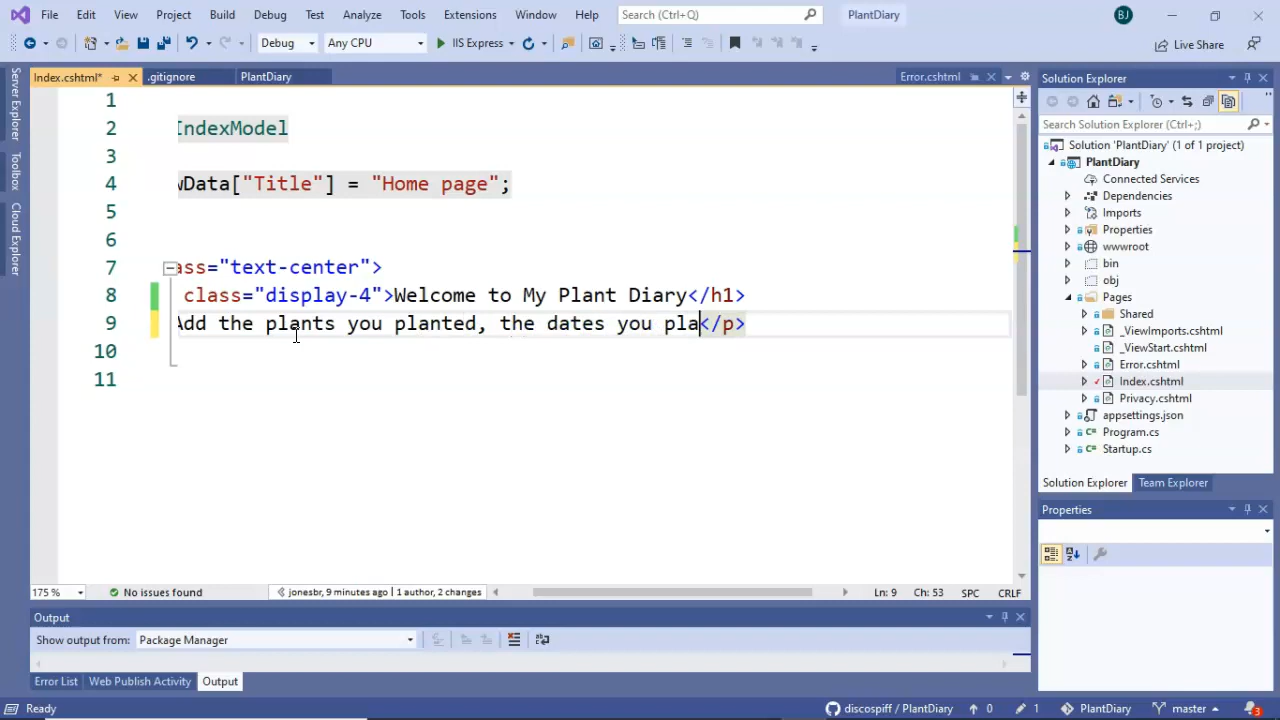 File Edit View Project Build Debug Test Analyze Tools Extensions Window Help Search (Ctrl+Q) PlantDiary BJ
Debug Any CPU IIS Express Live Share
Index.cshtml* .gitignore PlantDiary Error.cshtml
Server Explorer
Toolbox
Cloud Explorer
1
2 IndexModel
3
4 wData["Title"] = "Home page";
5
6
7 ass="text-center">
8 class="display-4">Welcome to My Plant Diary</h1>
9 Add the plants you planted, the dates you pla</p>
10
11
175 % No issues found jonesbr, 9 minutes ago | 1 author, 2 changes Ln: 9 Ch: 53 SPC CRLF
Output
Show output from: Package Manager
Error List Web Publish Activity Output
Solution Explorer
Search Solution Explorer (Ctrl+;)
Solution 'PlantDiary' (1 of 1 project)
PlantDiary
Connected Services
Dependencies
Imports
Properties
wwwroot
bin
obj
Pages
Shared
_ViewImports.cshtml
_ViewStart.cshtml
Error.cshtml
Index.cshtml
Privacy.cshtml
appsettings.json
Program.cs
Startup.cs
Solution Explorer Team Explorer
Properties
Ready discospiff / PlantDiary 0 1 PlantDiary master 3